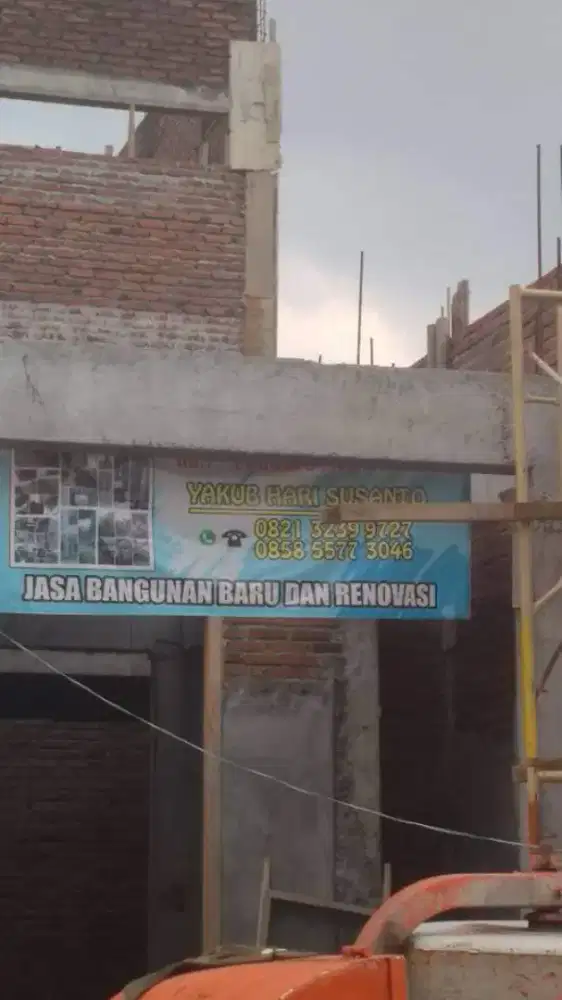 YAKUB HARI SUSANTO
0821 3239 9727
0858 5577 3046
JASA BANGUNAN BARU DAN RENOVASI